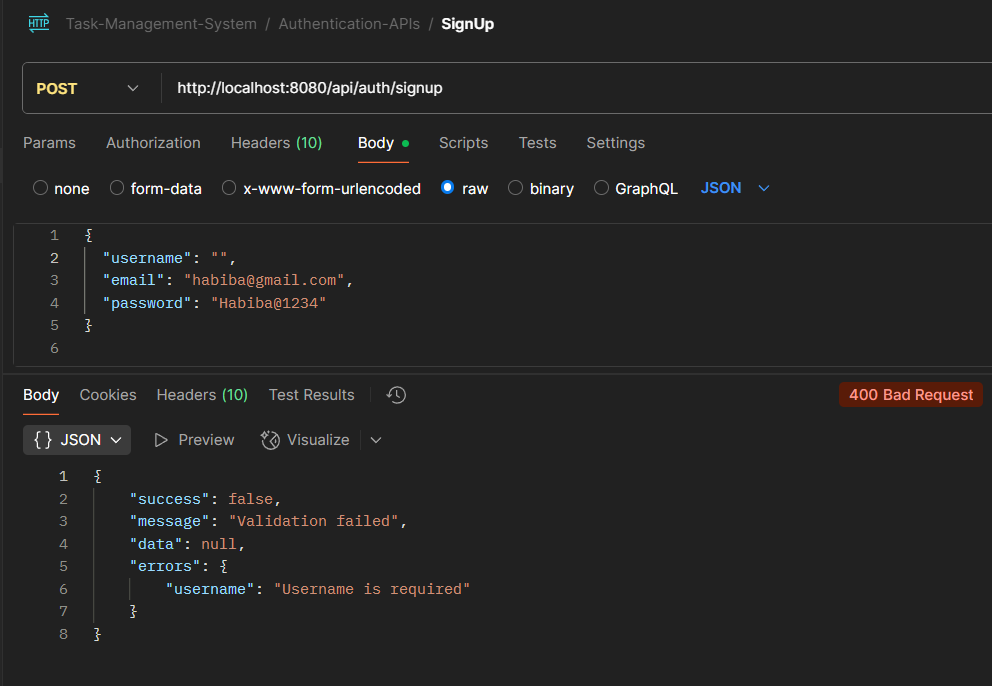 HTTP Task-Management-System / Authentication-APIs / SignUp
POST http://localhost:8080/api/auth/signup
Params Authorization Headers (10) Body Scripts Tests Settings
none form-data x-www-form-urlencoded raw binary GraphQL JSON
1 {
2 "username": "",
3 "email": "habiba@gmail.com",
4 "password": "Habiba@1234"
5 }
6
Body Cookies Headers (10) Test Results 400 Bad Request
{} JSON Preview Visualize
1 {
2 "success": false,
3 "message": "Validation failed",
4 "data": null,
5 "errors": {
6 "username": "Username is required"
7 }
8 }